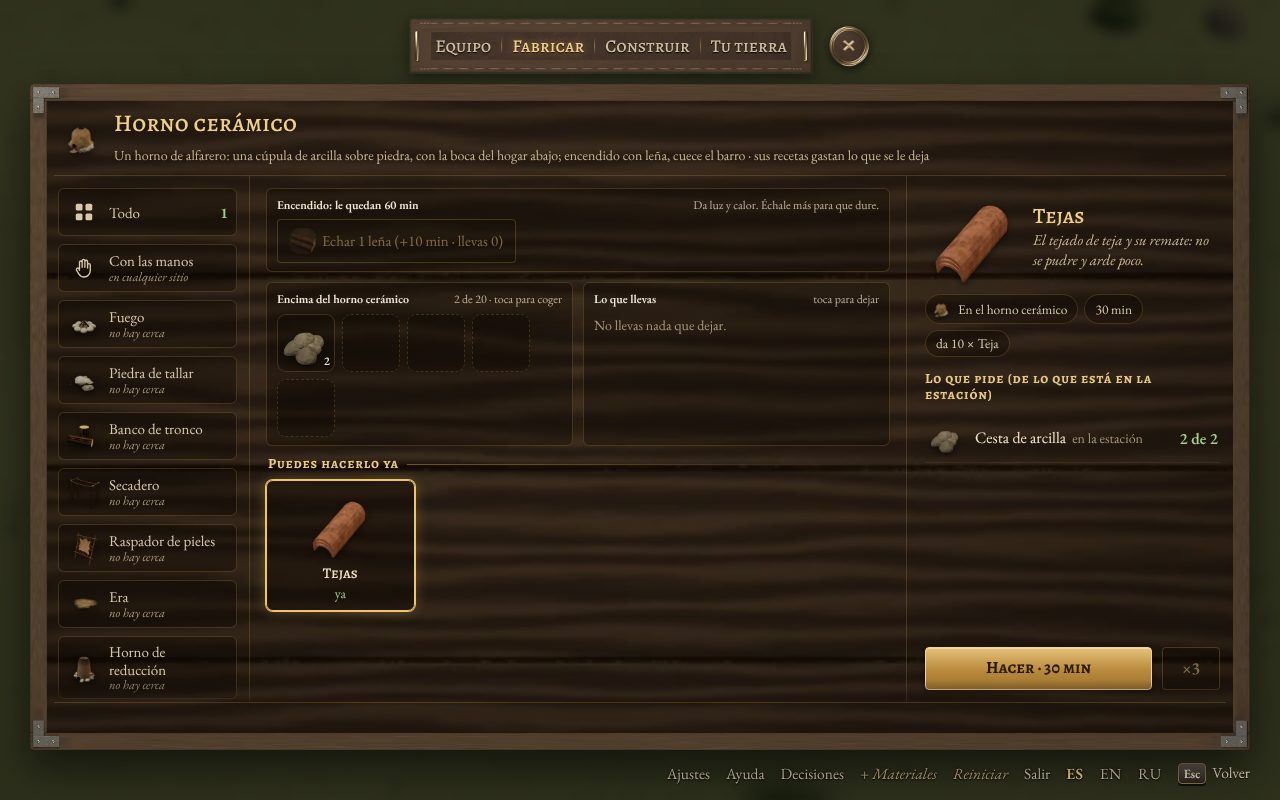 Equipo Fabricar Construir Tu tierra
Horno cerámico
Un horno de alfarero: una cúpula de arcilla sobre piedra, con la boca del hogar abajo; encendido con leña, cuece el barro · sus recetas gastan lo que se le deja
Todo 1
Con las manos
en cualquier sitio
Fuego
no hay cerca
Piedra de tallar
no hay cerca
Banco de tronco
no hay cerca
Secadero
no hay cerca
Raspador de pieles
no hay cerca
Era
no hay cerca
Horno de
reducción
no hay cerca
Encendido: le quedan 60 min Da luz y calor. Échale más para que dure.
Echar 1 leña (+10 min · llevas 0)
Encima del horno cerámico 2 de 20 · toca para coger
2
Lo que llevas toca para dejar
No llevas nada que dejar.
Puedes hacerlo ya
Tejas
ya
Tejas
El tejado de teja y su remate: no
se pudre y arde poco.
En el horno cerámico 30 min
da 10 × Teja
Lo que pide (de lo que está en la
estación)
Cesta de arcilla en la estación 2 de 2
Hacer · 30 min ×3
Ajustes Ayuda Decisiones + Materiales Reiniciar Salir ES EN RU Esc Volver